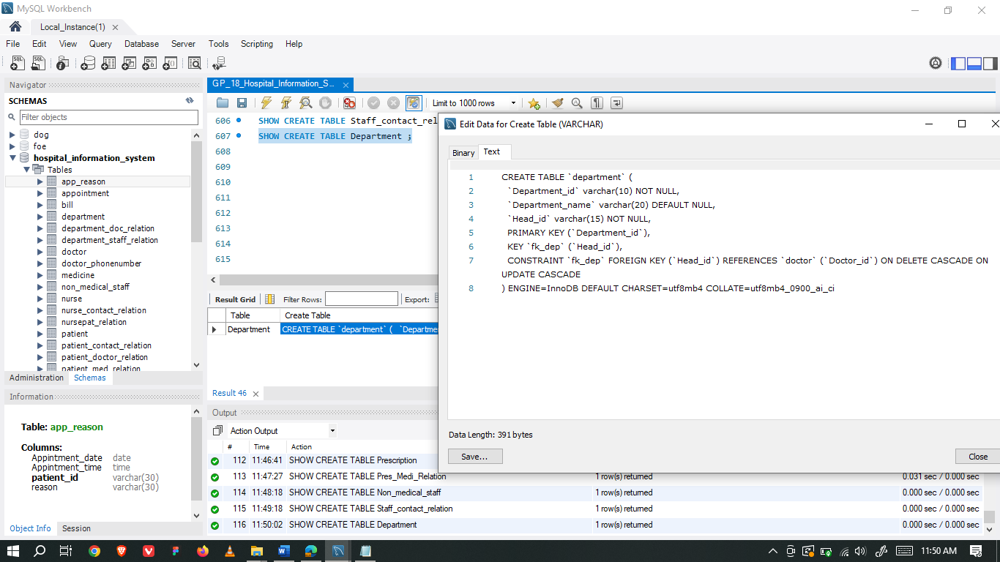 MySQL Workbench
Local_Instance(1)
File Edit View Query Database Server Tools Scripting Help
Navigator
SCHEMAS
Filter objects
dog
foe
hospital_information_system
Tables
app_reason
appointment
bill
department
department_doc_relation
department_staff_relation
doctor
doctor_phonenumber
medicine
non_medical_staff
nurse
nurse_contact_relation
nursepat_relation
patient
patient_contact_relation
patient_doctor_relation
patient_med_relation
Administration Schemas
Information
Table: app_reason
Columns:
Appintment_date date
Appintment_time time
patient_id varchar(30)
reason varchar(30)
Object Info Session
GP_18_Hospital_Information_S...
Limit to 1000 rows
606 SHOW CREATE TABLE Staff_contact_rel
607 SHOW CREATE TABLE Department ;
608
609
610
611
612
613
614
615
Result Grid Filter Rows: Export:
Table Create Table
Department CREATE TABLE `department` ( `Departmen
Result 46
Output
Action Output
# Time Action
112 11:46:41 SHOW CREATE TABLE Prescription
113 11:47:27 SHOW CREATE TABLE Pres_Medi_Relation 1 row(s) returned 0.031 sec / 0.000 sec
114 11:48:18 SHOW CREATE TABLE Non_medical_staff 1 row(s) returned 0.000 sec / 0.000 sec
115 11:49:18 SHOW CREATE TABLE Staff_contact_relation 1 row(s) returned 0.000 sec / 0.000 sec
116 11:50:02 SHOW CREATE TABLE Department 1 row(s) returned 0.000 sec / 0.000 sec
Edit Data for Create Table (VARCHAR)
Binary Text
1 CREATE TABLE `department` (
2 `Department_id` varchar(10) NOT NULL,
3 `Department_name` varchar(20) DEFAULT NULL,
4 `Head_id` varchar(15) NOT NULL,
5 PRIMARY KEY (`Department_id`),
6 KEY `fk_dep` (`Head_id`),
7 CONSTRAINT `fk_dep` FOREIGN KEY (`Head_id`) REFERENCES `doctor` (`Doctor_id`) ON DELETE CASCADE ON
UPDATE CASCADE
8 ) ENGINE=InnoDB DEFAULT CHARSET=utf8mb4 COLLATE=utf8mb4_0900_ai_ci
Data Length: 391 bytes
Save... Close
11:50 AM